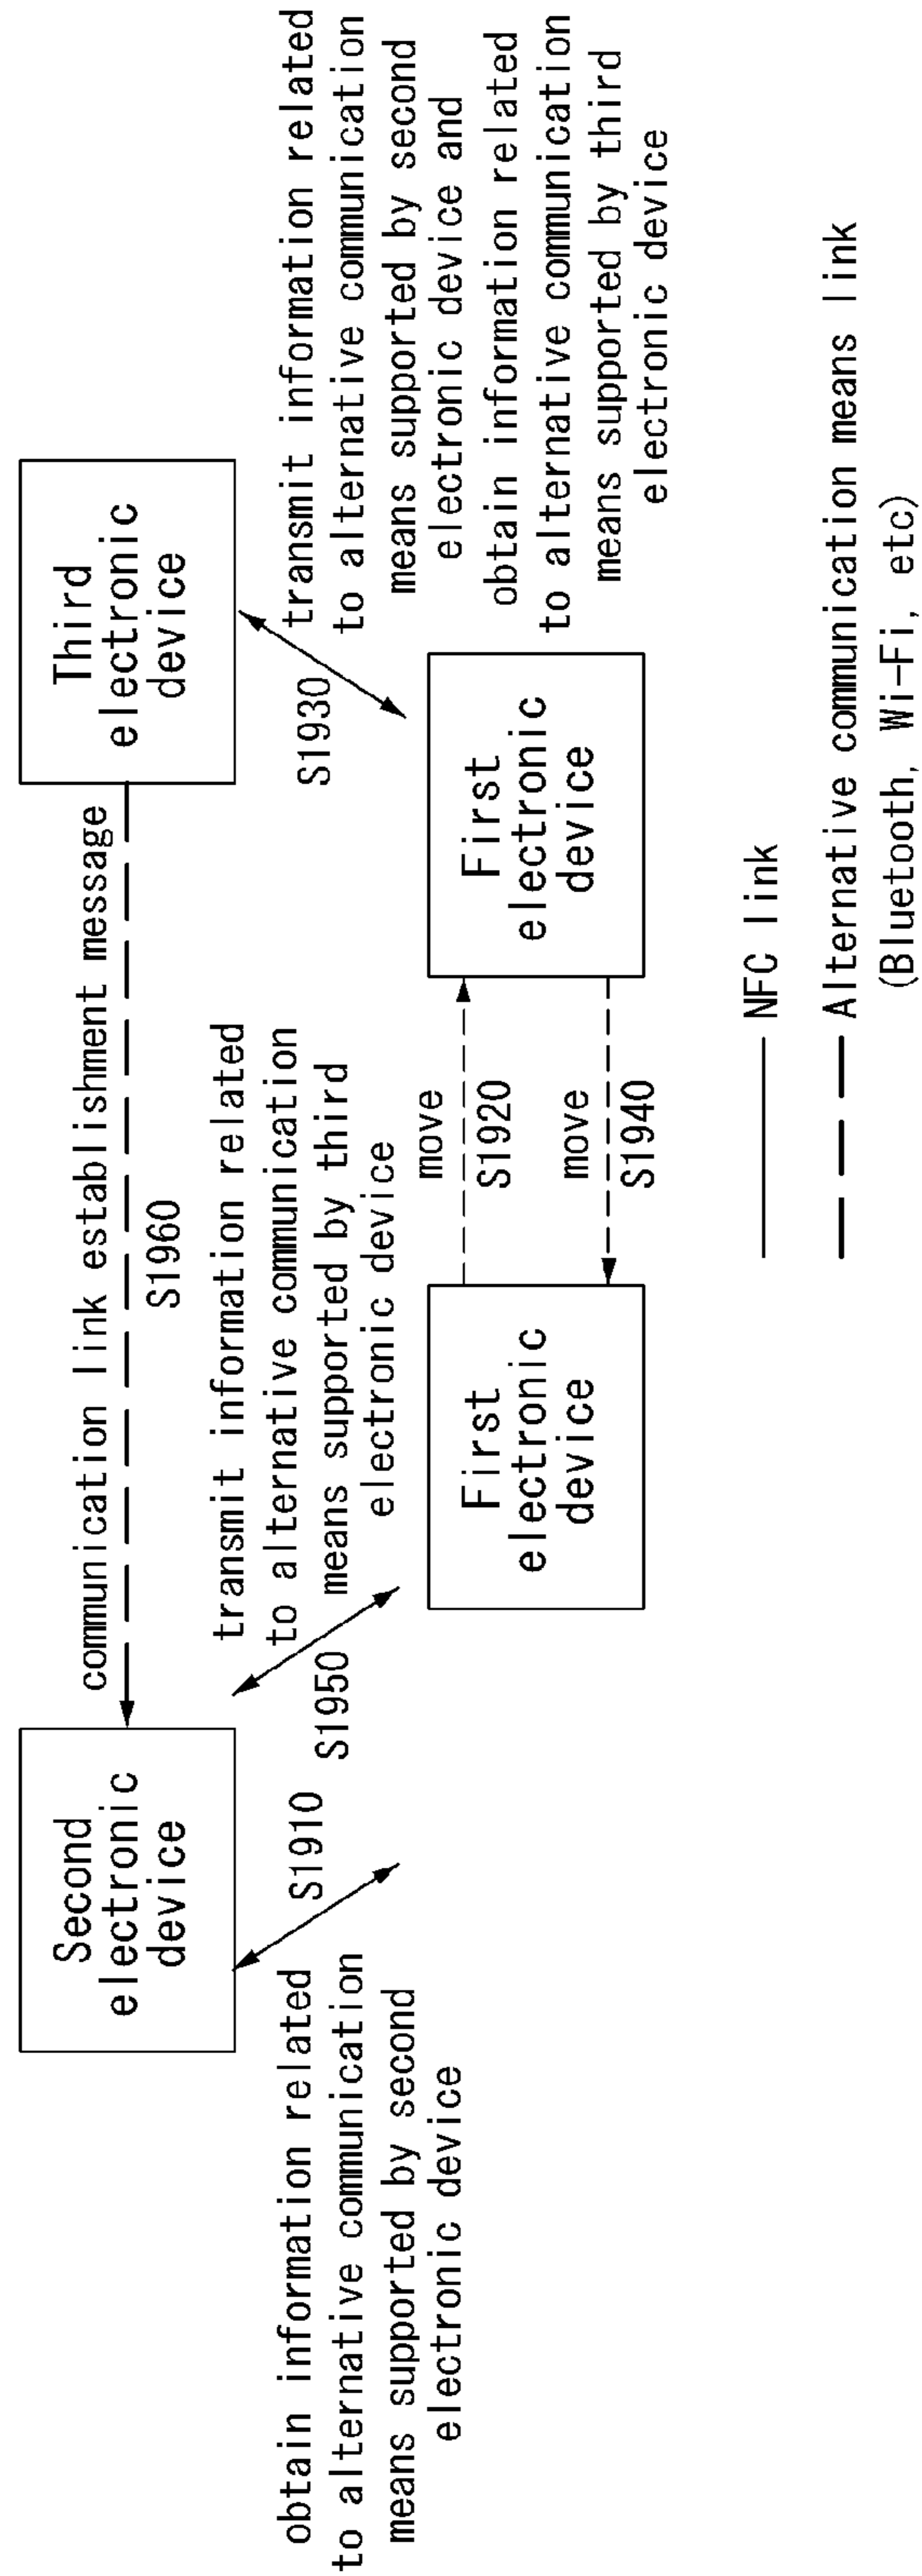 Second
electronic
device
communication link establishment message
S1960
Third
electronic
device
obtain information related
to alternative communication
means supported by second
electronic device
S1910
S1950
transmit information related
to alternative communication
means supported by third
electronic device
S1930
transmit information related
to alternative communication
means supported by second
electronic device and
obtain information related
to alternative communication
means supported by third
electronic device
First
electronic
device
move
S1920
move
S1940
First
electronic
device
NFC link
Alternative communication means link
(Bluetooth, Wi-Fi, etc)